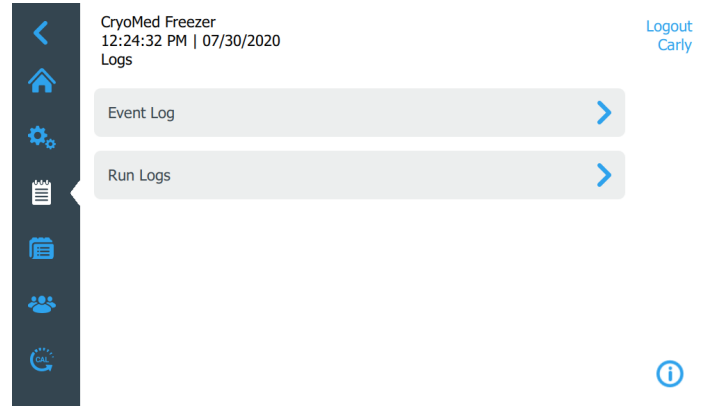 CryoMed Freezer
12:24:32 PM | 07/30/2020
Logs
Logout
Carly
Event Log
Run Logs
CAL
i